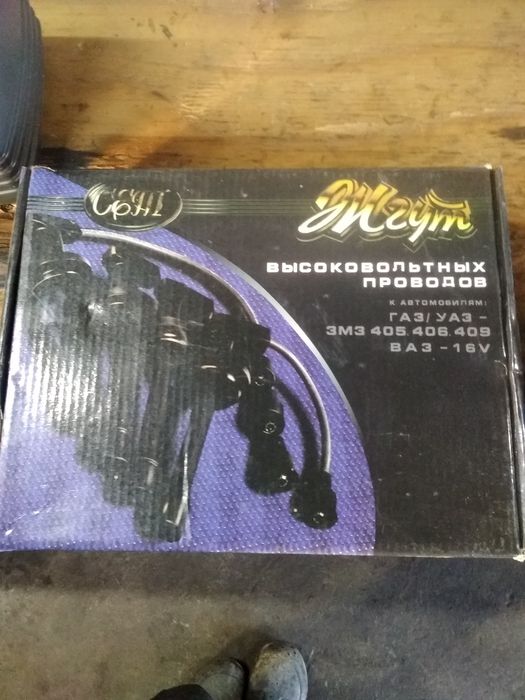 Жгут
ВЫСОКОВОЛЬТНЫХ
ПРОВОДОВ
К АВТОМОБИЛЯМ:
ГАЗ/УАЗ -
ЗМЗ 405.406.409
ВАЗ - 16V